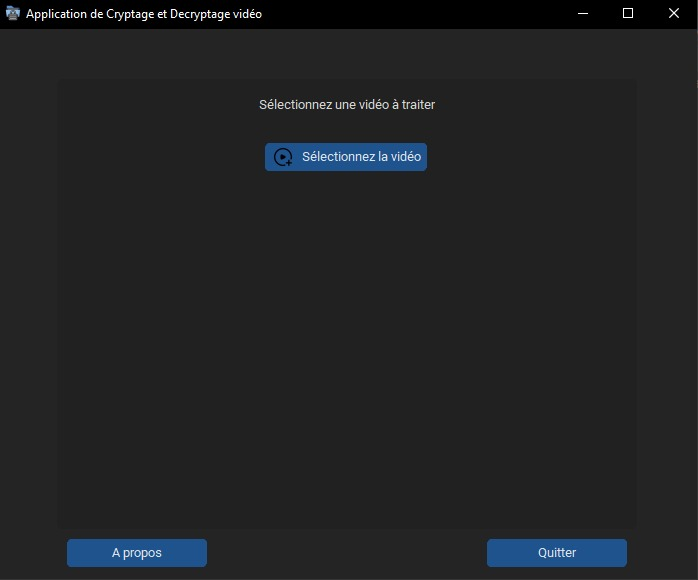 Application de Cryptage et Decryptage vidéo
Sélectionnez une vidéo à traiter
Sélectionnez la vidéo
A propos
Quitter